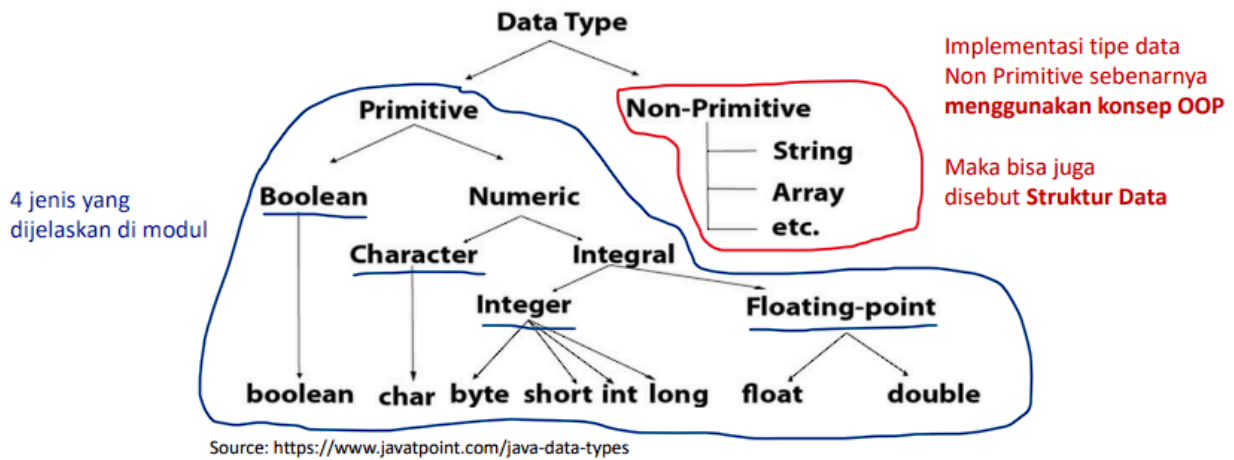 Data Type
Implementasi tipe data
Non Primitive sebenarnya
menggunakan konsep OOP
Primitive
Non-Primitive
String
Maka bisa juga
disebut Struktur Data
Array
etc.
4 jenis yang
dijelaskan di modul
Boolean
Numeric
Character
Integral
Integer
Floating-point
boolean
char
byte
short
int
long
float
double
Source: https://www.javatpoint.com/java-data-types